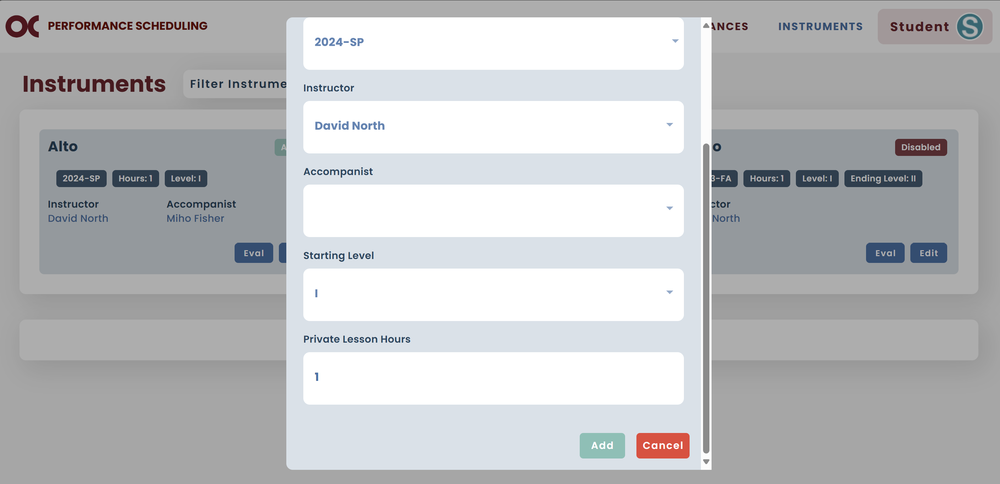 OC PERFORMANCE SCHEDULING
ANCES
INSTRUMENTS
Student S
Instruments
Filter Instrume
2024-SP
Instructor
David North
Accompanist
Starting Level
I
Private Lesson Hours
1
Add
Cancel
Alto
A
2024-SP
Hours: 1
Level: I
Instructor
Accompanist
David North
Miho Fisher
Eval
o
Disabled
3-FA
Hours: 1
Level: I
Ending Level: II
ctor
North
Eval
Edit